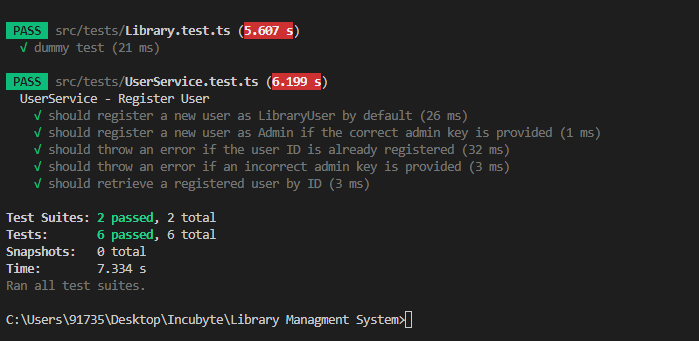 PASS src/tests/Library.test.ts (5.607 s)
√ dummy test (21 ms)
PASS src/tests/UserService.test.ts (6.199 s)
UserService - Register User
√ should register a new user as LibraryUser by default (26 ms)
√ should register a new user as Admin if the correct admin key is provided (1 ms)
√ should throw an error if the user ID is already registered (32 ms)
√ should throw an error if an incorrect admin key is provided (3 ms)
√ should retrieve a registered user by ID (3 ms)
Test Suites: 2 passed, 2 total
Tests: 6 passed, 6 total
Snapshots: 0 total
Time: 7.334 s
Ran all test suites.
C:\Users\91735\Desktop\Incubyte\Library Managment System>